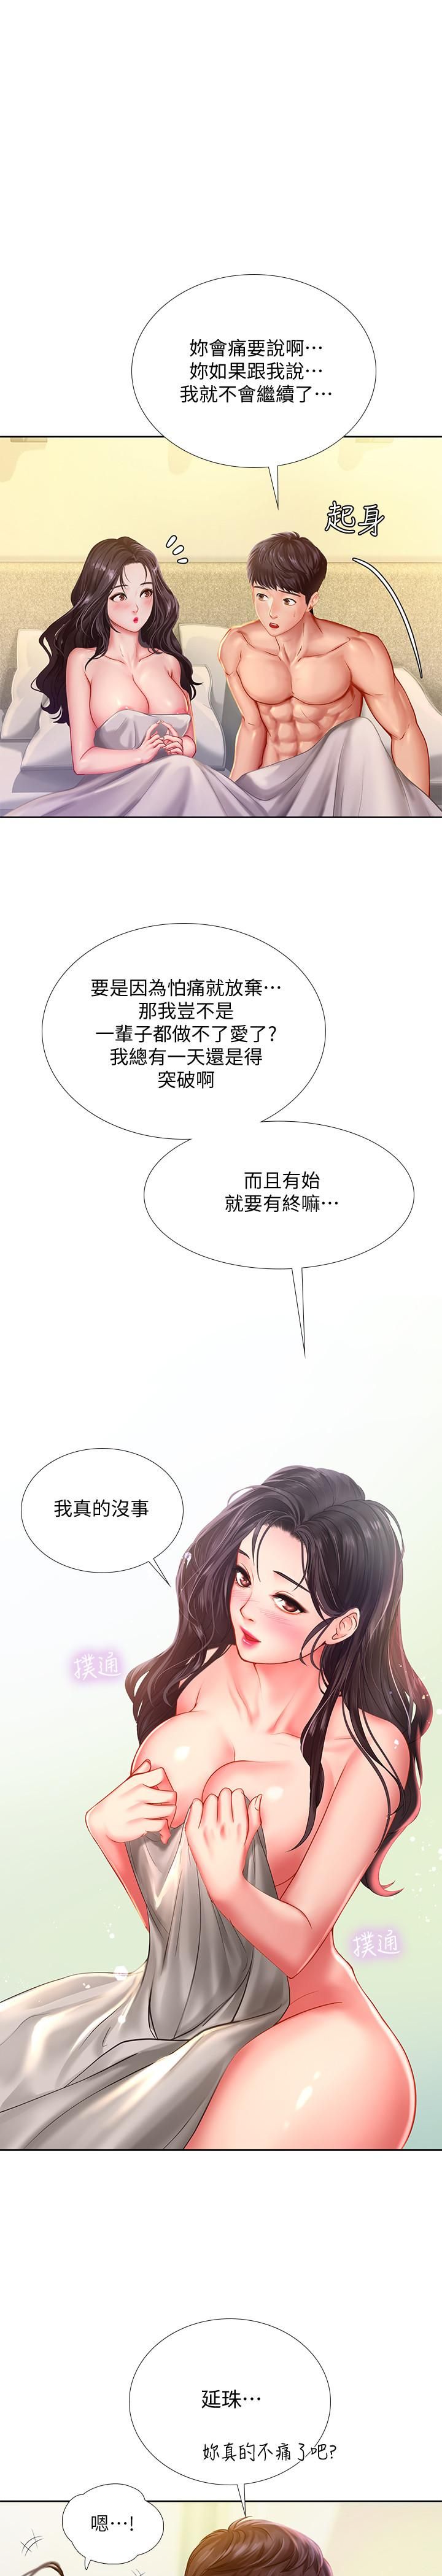 妳會痛要說啊⋯
妳如果跟我說⋯
我就不會繼續了⋯
起身
要是因為怕痛就放棄⋯
那我豈不是
一輩子都做不了愛了?
我總有一天還是得
突破啊
而且有始
就要有終嘛⋯
我真的沒事
撲通
撲通
延珠⋯
妳真的不痛了吧?
嗯⋯!